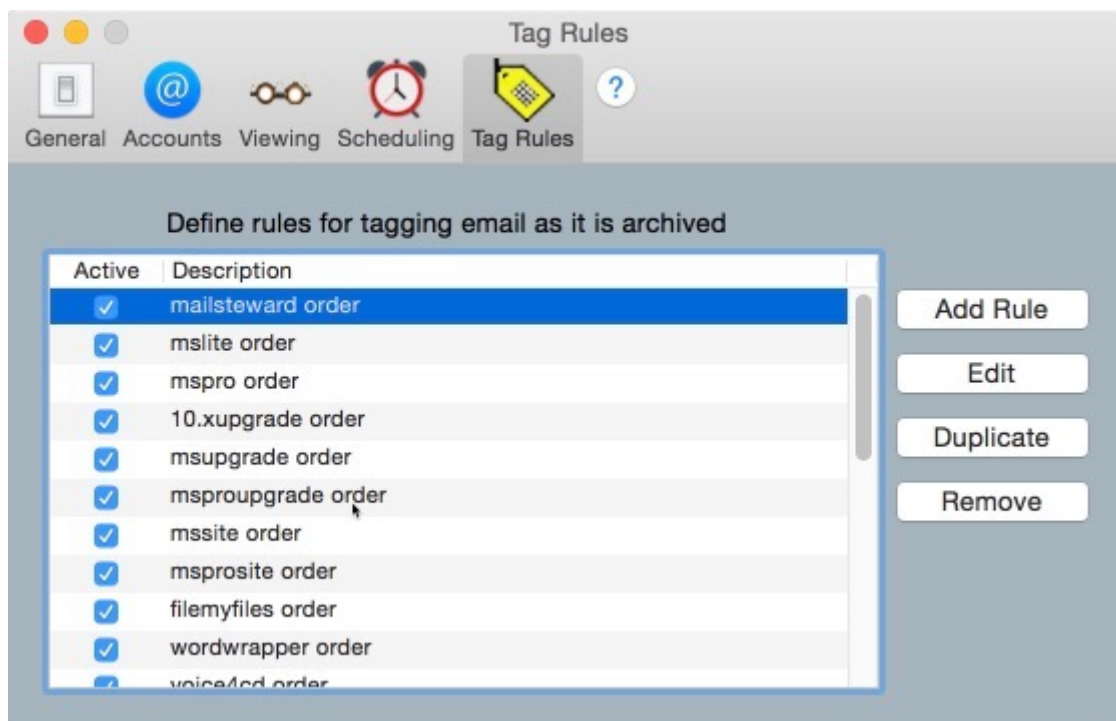 Tag Rules
@
?
General Accounts Viewing Scheduling Tag Rules
Define rules for tagging email as it is archived
Active Description
mailsteward order
Add Rule
mslite order
mspro order
Edit
10.xupgrade order
Duplicate
msupgrade order
msproupgrade order
Remove
mssite order
msprosite order
filemyfiles order
wordwrapper order
voice4cd order